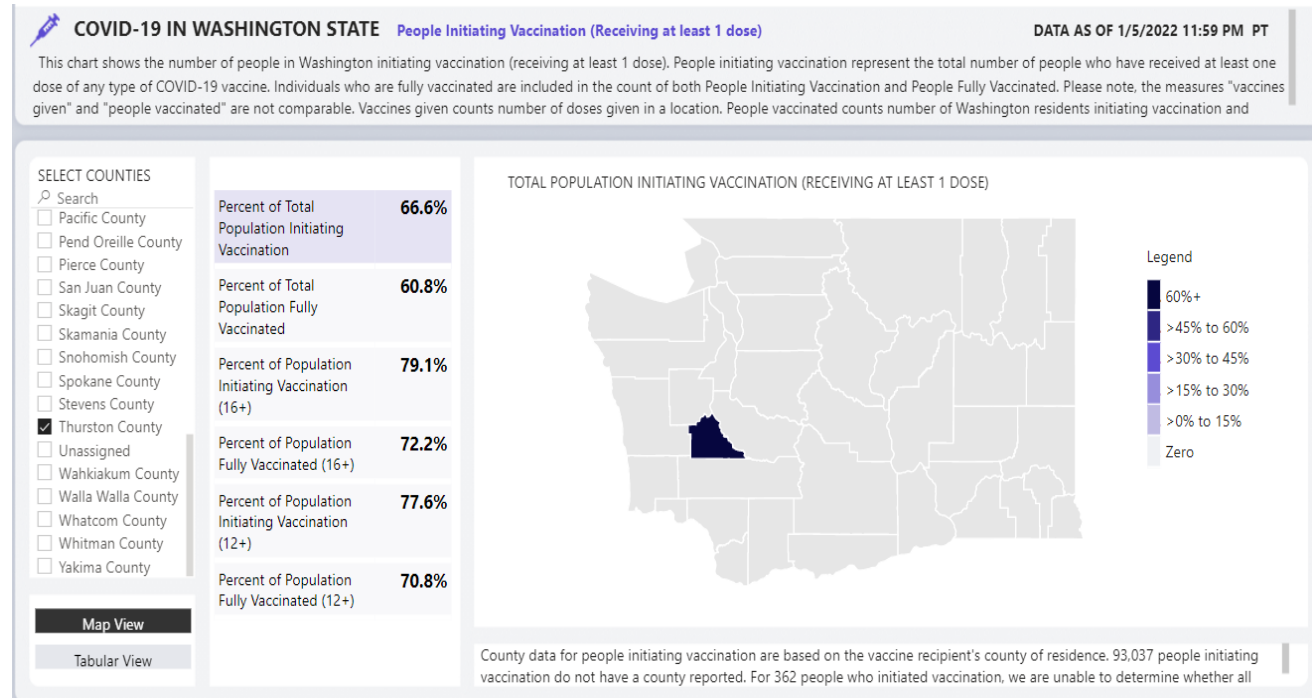 COVID-19 IN WASHINGTON STATE People Initiating Vaccination (Receiving at least 1 dose) DATA AS OF 1/5/2022 11:59 PM PT
This chart shows the number of people in Washington initiating vaccination (receiving at least 1 dose). People initiating vaccination represent the total number of people who have received at least one
dose of any type of COVID-19 vaccine. Individuals who are fully vaccinated are included in the count of both People Initiating Vaccination and People Fully Vaccinated. Please note, the measures "vaccines
given" and "people vaccinated" are not comparable. Vaccines given counts number of doses given in a location. People vaccinated counts number of Washington residents initiating vaccination and
SELECT COUNTIES
Search
Pacific County
Pend Oreille County
Pierce County
San Juan County
Skagit County
Skamania County
Snohomish County
Spokane County
Stevens County
Thurston County
Unassigned
Wahkiakum County
Walla Walla County
Whatcom County
Whitman County
Yakima County
Map View
Tabular View
Percent of Total 66.6%
Population Initiating
Vaccination
Percent of Total 60.8%
Population Fully
Vaccinated
Percent of Population 79.1%
Initiating Vaccination
(16+)
Percent of Population 72.2%
Fully Vaccinated (16+)
Percent of Population 77.6%
Initiating Vaccination
(12+)
Percent of Population 70.8%
Fully Vaccinated (12+)
TOTAL POPULATION INITIATING VACCINATION (RECEIVING AT LEAST 1 DOSE)
Legend
60%+
>45% to 60%
>30% to 45%
>15% to 30%
>0% to 15%
Zero
County data for people initiating vaccination are based on the vaccine recipient's county of residence. 93,037 people initiating
vaccination do not have a county reported. For 362 people who initiated vaccination, we are unable to determine whether all